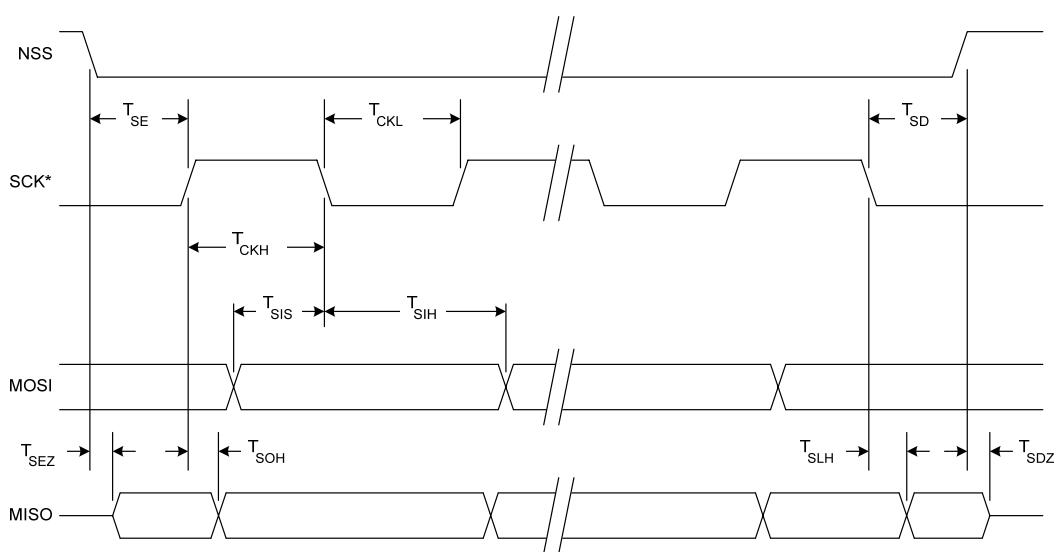 NSS
TSE
TCKL
TSD
SCK*
TCKH
TSIS
TSIH
MOSI
TSEZ
TSOH
TSLH
TSDZ
MISO